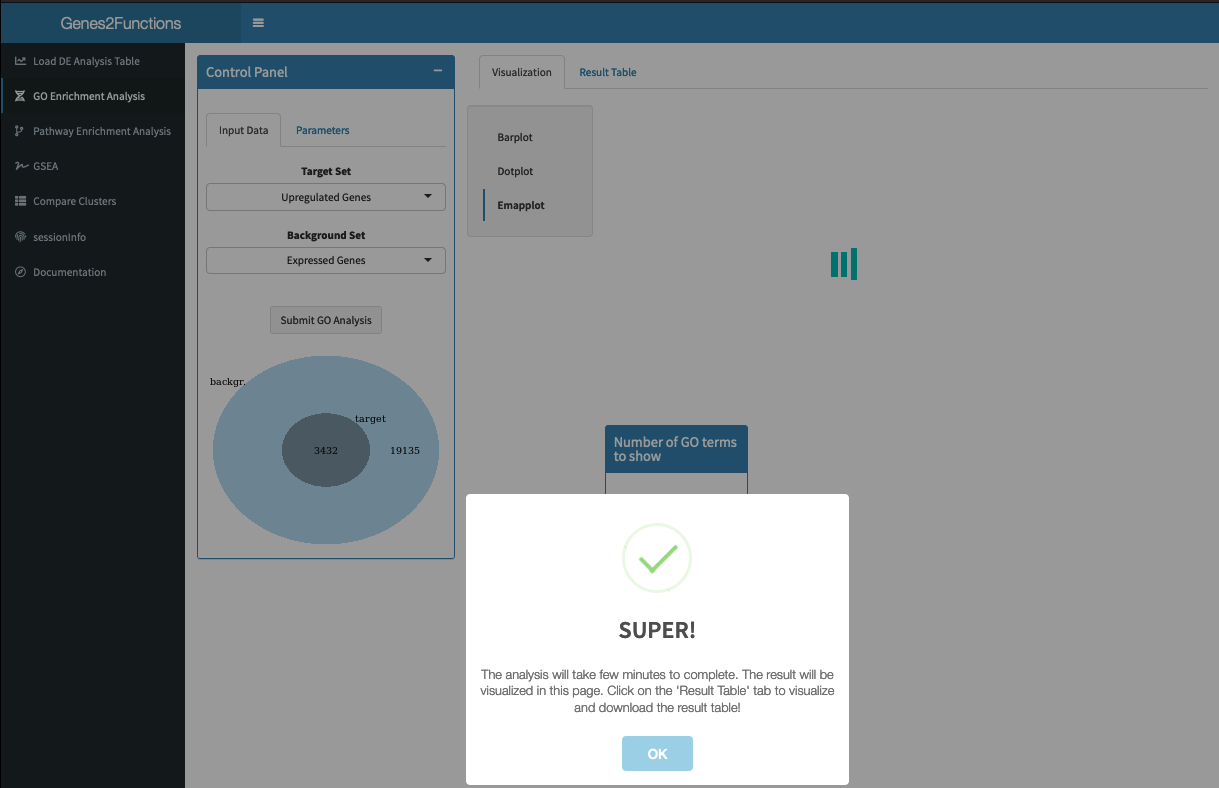 Genes2Functions
Load DE Analysis Table
GO Enrichment Analysis
Pathway Enrichment Analysis
GSEA
Compare Clusters
sessionInfo
Documentation
Control Panel
Input Data
Parameters
Target Set
Upregulated Genes
Background Set
Expressed Genes
Submit GO Analysis
backgr.
target
3432
19135
Visualization
Result Table
Barplot
Dotplot
Emapplot
Number of GO terms
to show
SUPER!
The analysis will take few minutes to complete. The result will be
visualized in this page. Click on the 'Result Table' tab to visualize
and download the result table!
OK